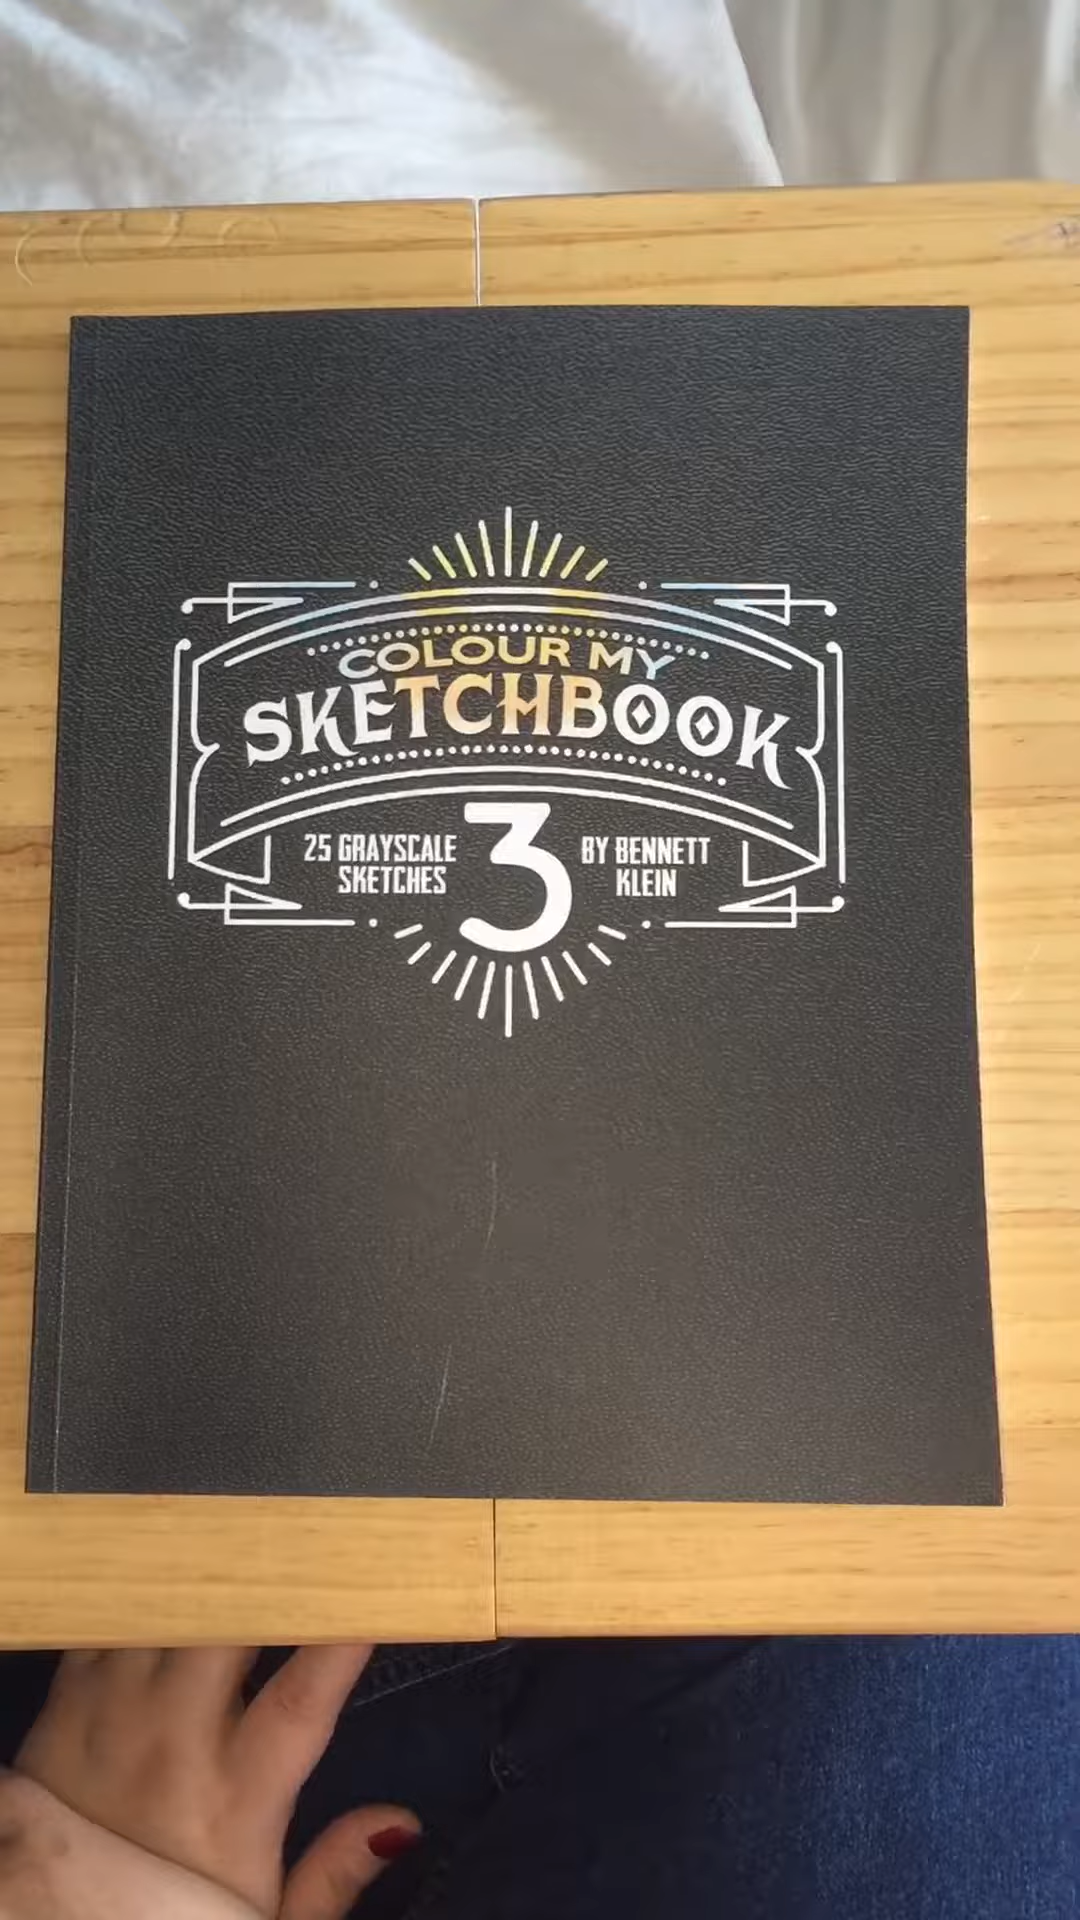 COLOUR MY
SKETCHBOOK
3
25 GRAYSCALE
SKETCHES
BY BENNETT
KLEIN